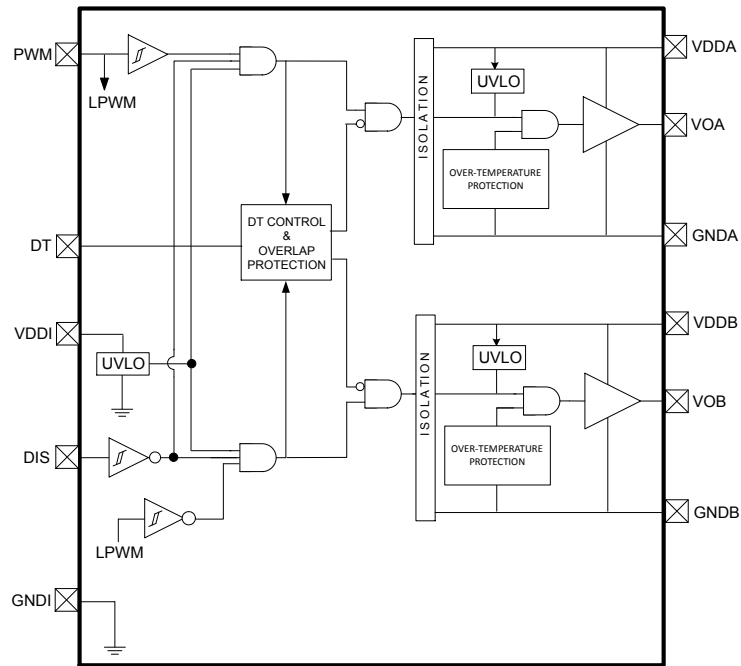 PWM
LPWM
DT
VDDI
UVLO
DIS
LPWM
GNDI
DT CONTROL
&
OVERLAP
PROTECTION
ISOLATION
UVLO
OVER-TEMPERATURE
PROTECTION
VDDA
VOA
GNDA
ISOLATION
UVLO
OVER-TEMPERATURE
PROTECTION
VDDB
VOB
GNDB